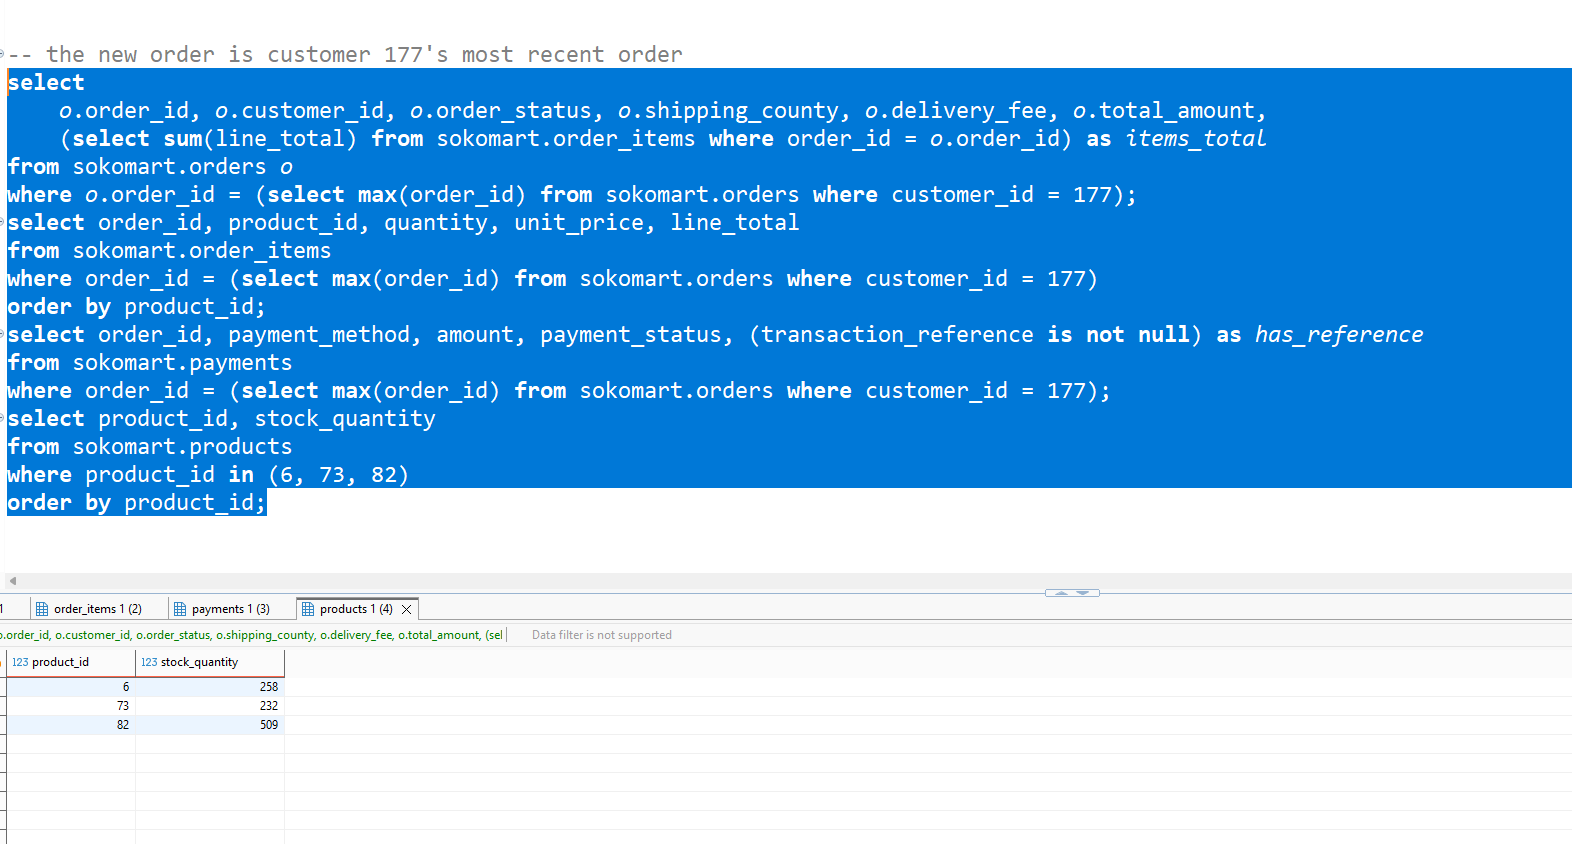 -- the new order is customer 177's most recent order
select
o.order_id, o.customer_id, o.order_status, o.shipping_county, o.delivery_fee, o.total_amount,
(select sum(line_total) from sokomart.order_items where order_id = o.order_id) as items_total
from sokomart.orders o
where o.order_id = (select max(order_id) from sokomart.orders where customer_id = 177);
select order_id, product_id, quantity, unit_price, line_total
from sokomart.order_items
where order_id = (select max(order_id) from sokomart.orders where customer_id = 177)
order by product_id;
select order_id, payment_method, amount, payment_status, (transaction_reference is not null) as has_reference
from sokomart.payments
where order_id = (select max(order_id) from sokomart.orders where customer_id = 177);
select product_id, stock_quantity
from sokomart.products
where product_id in (6, 73, 82)
order by product_id;
1 order_items 1 (2) payments 1 (3) products 1 (4)
o.order_id, o.customer_id, o.order_status, o.shipping_county, o.delivery_fee, o.total_amount, (sel Data filter is not supported
123 product_id 123 stock_quantity
6 258
73 232
82 509